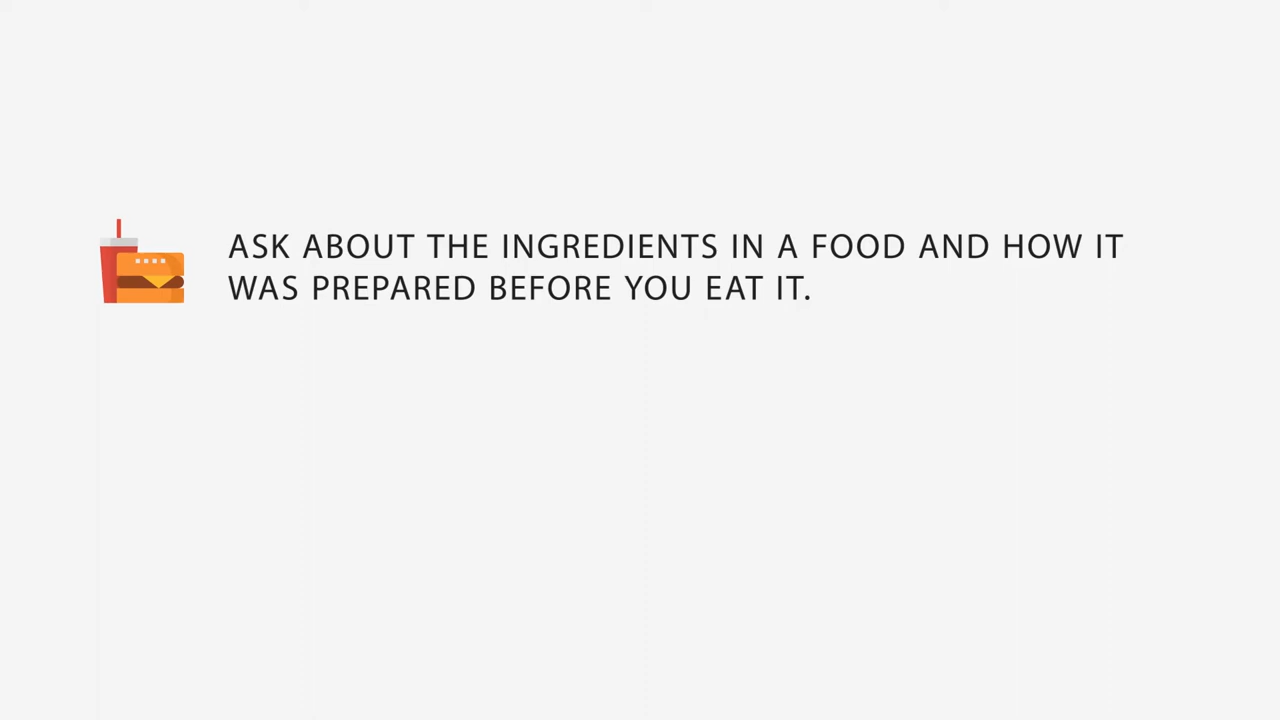 ASK ABOUT THE INGREDIENTS IN A FOOD AND HOW IT
WAS PREPARED BEFORE YOU EAT IT.